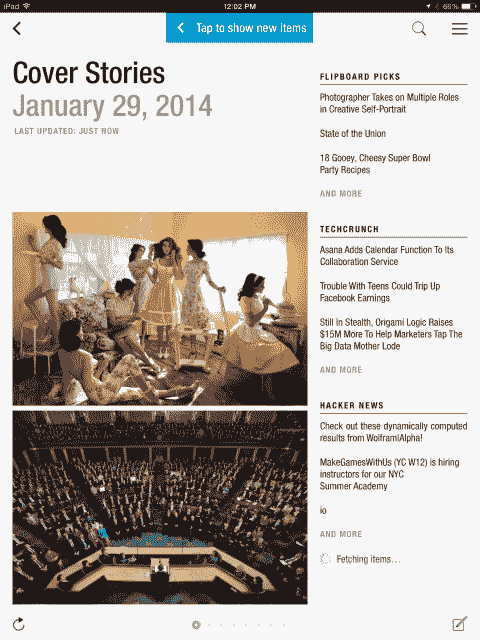 iPad
12:02 PM
66%
Tap to show new items
Cover Stories
January 29, 2014
LAST UPDATED: JUST NOW
FLIPBOARD PICKS
Photographer Takes on Multiple Roles
in Creative Self-Portrait
State of the Union
18 Gooey, Cheesy Super Bowl
Party Recipes
AND MORE
TECHCRUNCH
Asana Adds Calendar Function To Its
Collaboration Service
Trouble With Teens Could Trip Up
Facebook Earnings
Still In Stealth, Origami Logic Raises
$15M More To Help Marketers Tap The
Big Data Mother Lode
AND MORE
HACKER NEWS
Check out these dynamically computed
results from Wolfram|Alpha!
MakeGamesWithUs (YC W12) is hiring
instructors for our NYC
Summer Academy
io
AND MORE
Fetching items...